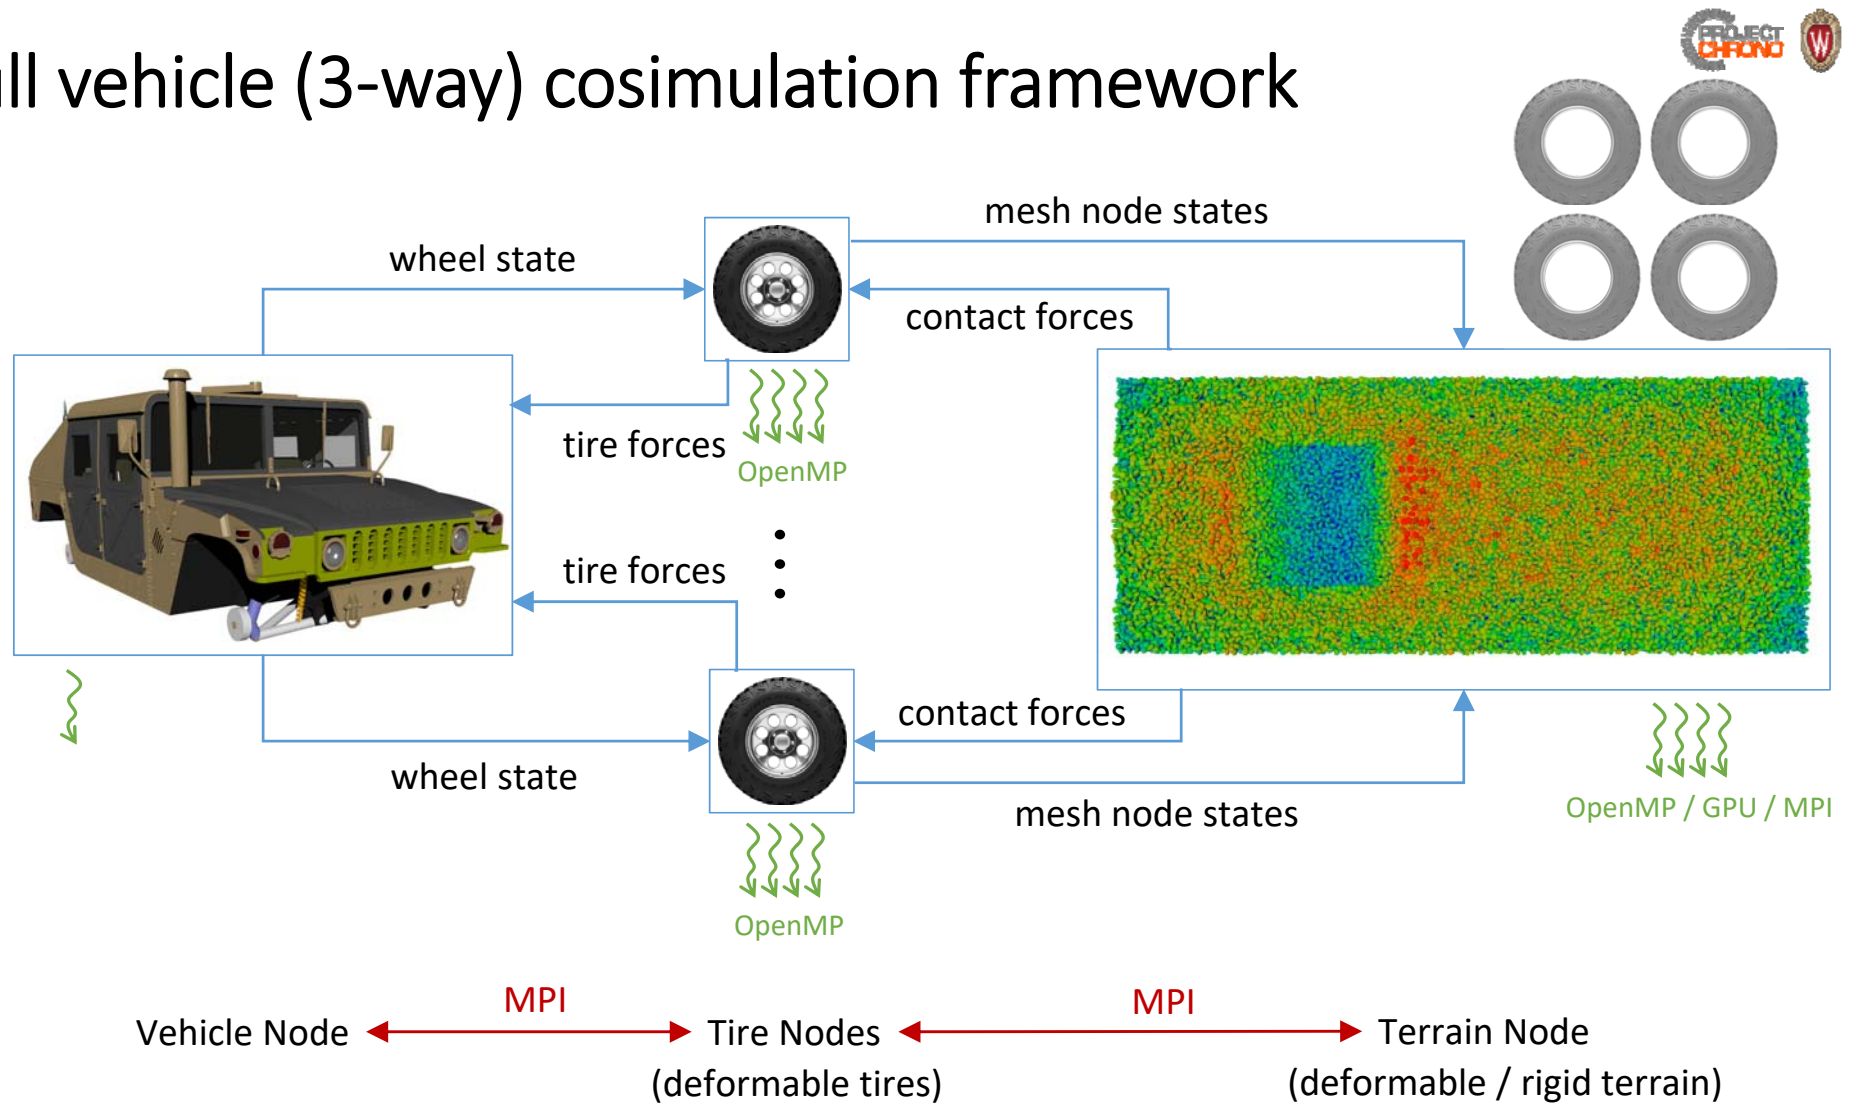 ll vehicle (3-way) cosimulation framework
PROJECT
CHRONO
W
mesh node states
wheel state
contact forces
tire forces
OpenMP
tire forces
contact forces
wheel state
mesh node states
OpenMP / GPU / MPI
OpenMP
MPI
MPI
Vehicle Node
Tire Nodes
Terrain Node
(deformable tires)
(deformable / rigid terrain)